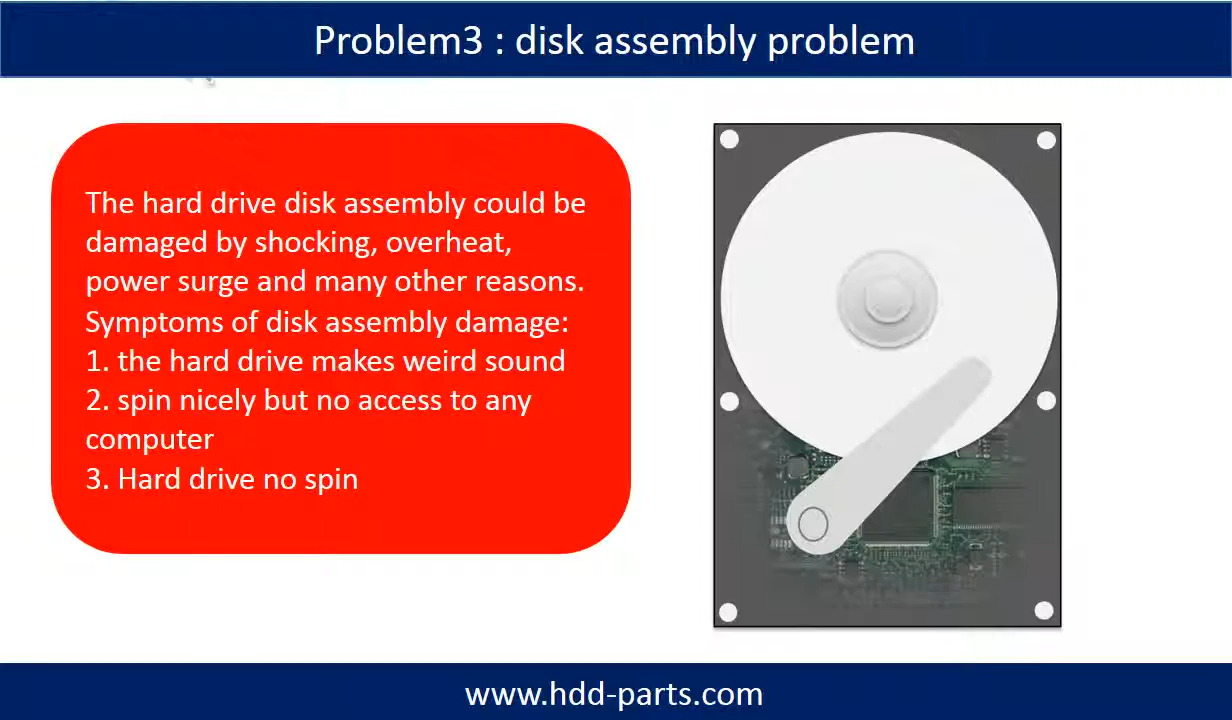 Problem3 : disk assembly problem
The hard drive disk assembly could be
damaged by shocking, overheat,
power surge and many other reasons.
Symptoms of disk assembly damage:
1. the hard drive makes weird sound
2. spin nicely but no access to any
computer
3. Hard drive no spin
www.hdd-parts.com